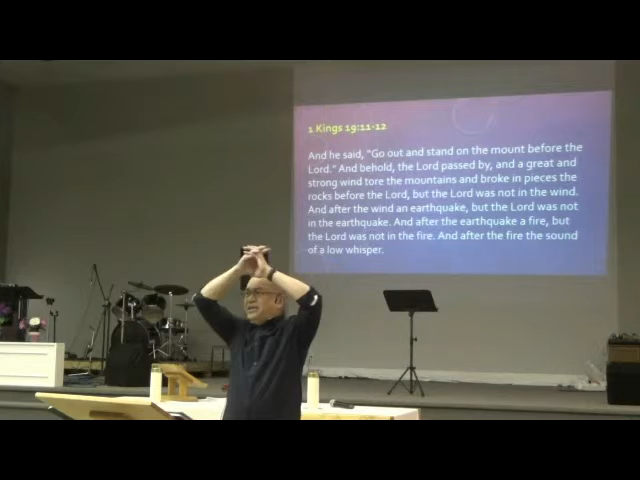 1 Kings 19:11-12
And he said, "Go out and stand on the mount before the
Lord." And behold, the Lord passed by, and a great and
strong wind tore the mountains and broke in pieces the
rocks before the Lord, but the Lord was not in the wind.
And after the wind an earthquake, but the Lord was not
in the earthquake. And after the earthquake a fire, but
the Lord was not in the fire. And after the fire the sound
of a low whisper.